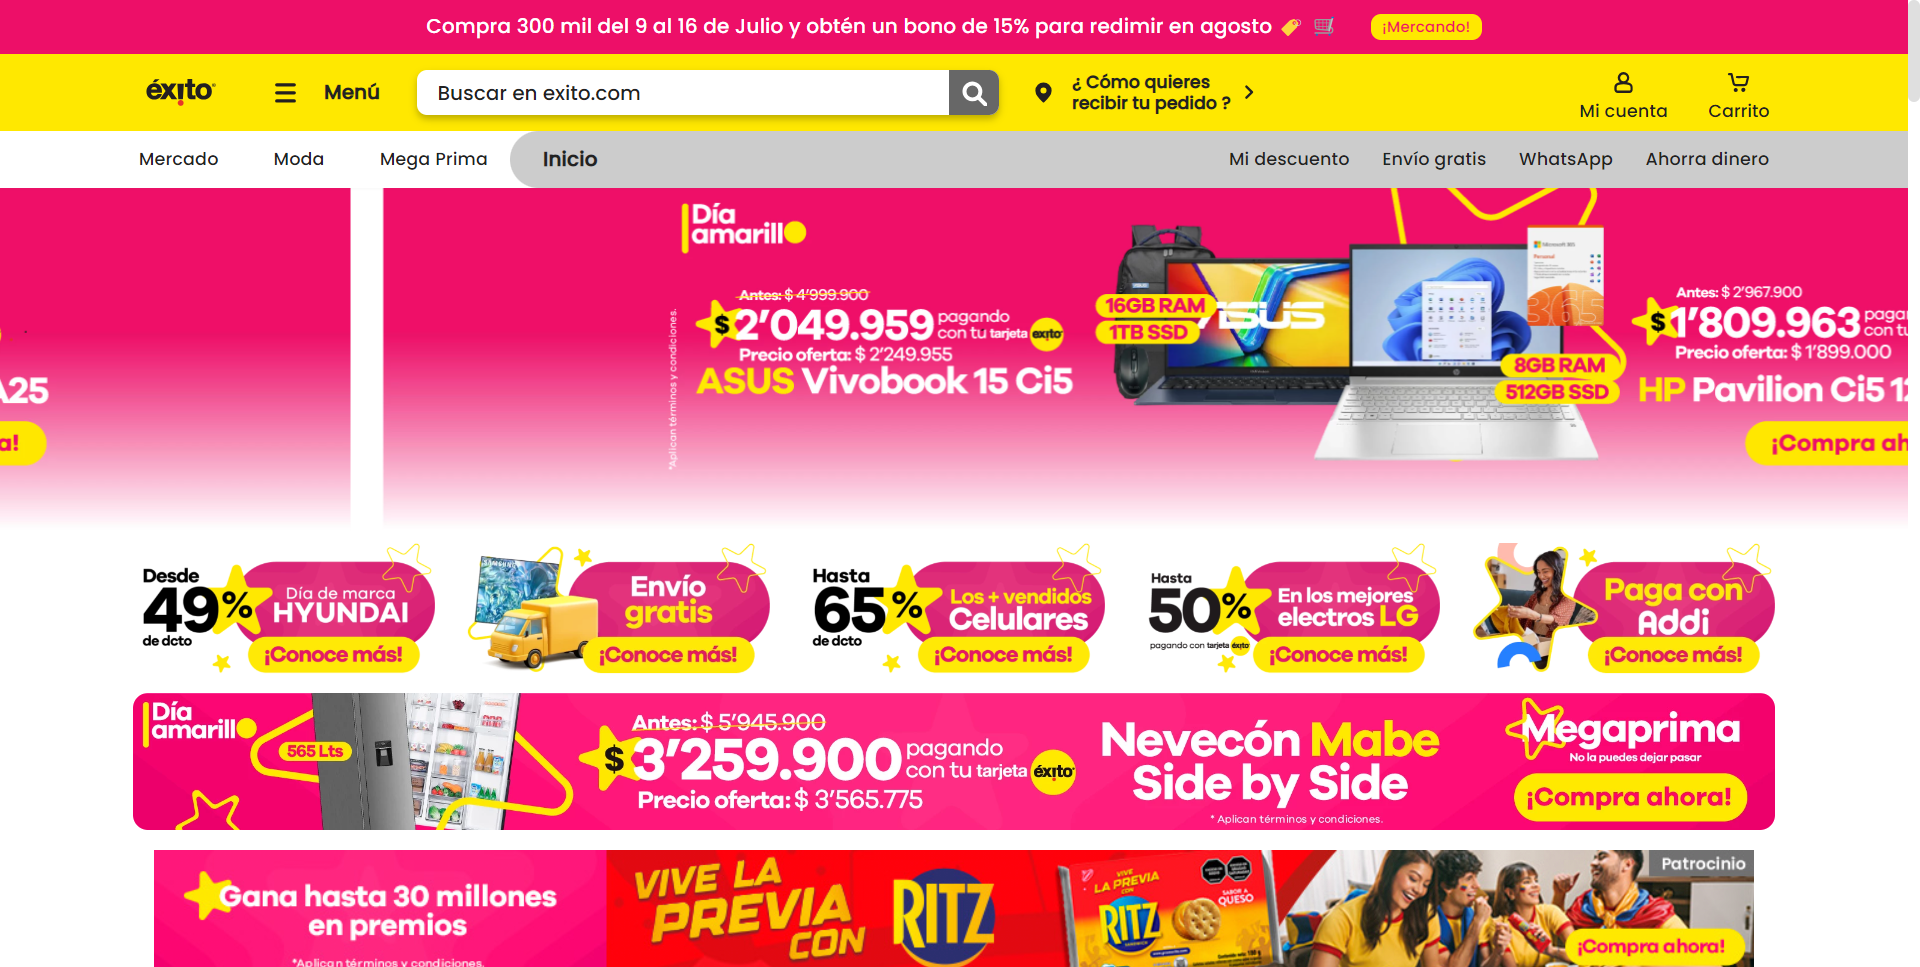 Compra 300 mil del 9 al 16 de Julio y obtén un bono de 15% para redimir en agosto
¡Mercando!
éxito
Menú
Buscar en exito.com
¿ Cómo quieres
recibir tu pedido ?
Mi cuenta
Carrito
Mercado
Moda
Mega Prima
Inicio
Mi descuento
Envío gratis
WhatsApp
Ahorra dinero
A25
a!
Día
amarillo
*Aplican términos y condiciones.
Antes: $ 4'999.900
$ 2'049.959
pagando
con tu tarjeta éxito
Precio oferta: $ 2'249.955
ASUS Vivobook 15 Ci5
16GB RAM
1TB SSD
ASUS
Microsoft 365
Personal
365
8GB RAM
512GB SSD
Antes: $ 2'967.900
$ 1'809.963
pagan
con tu
Precio oferta: $ 1'899.000
HP Pavilion Ci5 12
¡Compra ah
Desde
49%
de dcto
Día de marca
HYUNDAI
¡Conoce más!
SAMSUNG
Envío
gratis
¡Conoce más!
Hasta
65%
de dcto
Los + vendidos
Celulares
¡Conoce más!
Hasta
50%
pagando con tarjeta éxito
En los mejores
electros LG
¡Conoce más!
Paga con
Addi
¡Conoce más!
Día
amarillo
565 Lts
Antes: $ 5'945.900
$ 3'259.900
pagando
con tu tarjeta éxito
Precio oferta: $ 3'565.775
Nevecón Mabe
Side by Side
* Aplican términos y condiciones.
Megaprima
No la puedes dejar pasar
¡Compra ahora!
Gana hasta 30 millones
en premios
*Aplican términos y condiciones.
VIVE LA
PREVIA
CON
RITZ
VIVE
LA PREVIA
CON
RITZ
SABOR A
QUESO
Patrocinio
¡Compra ahora!